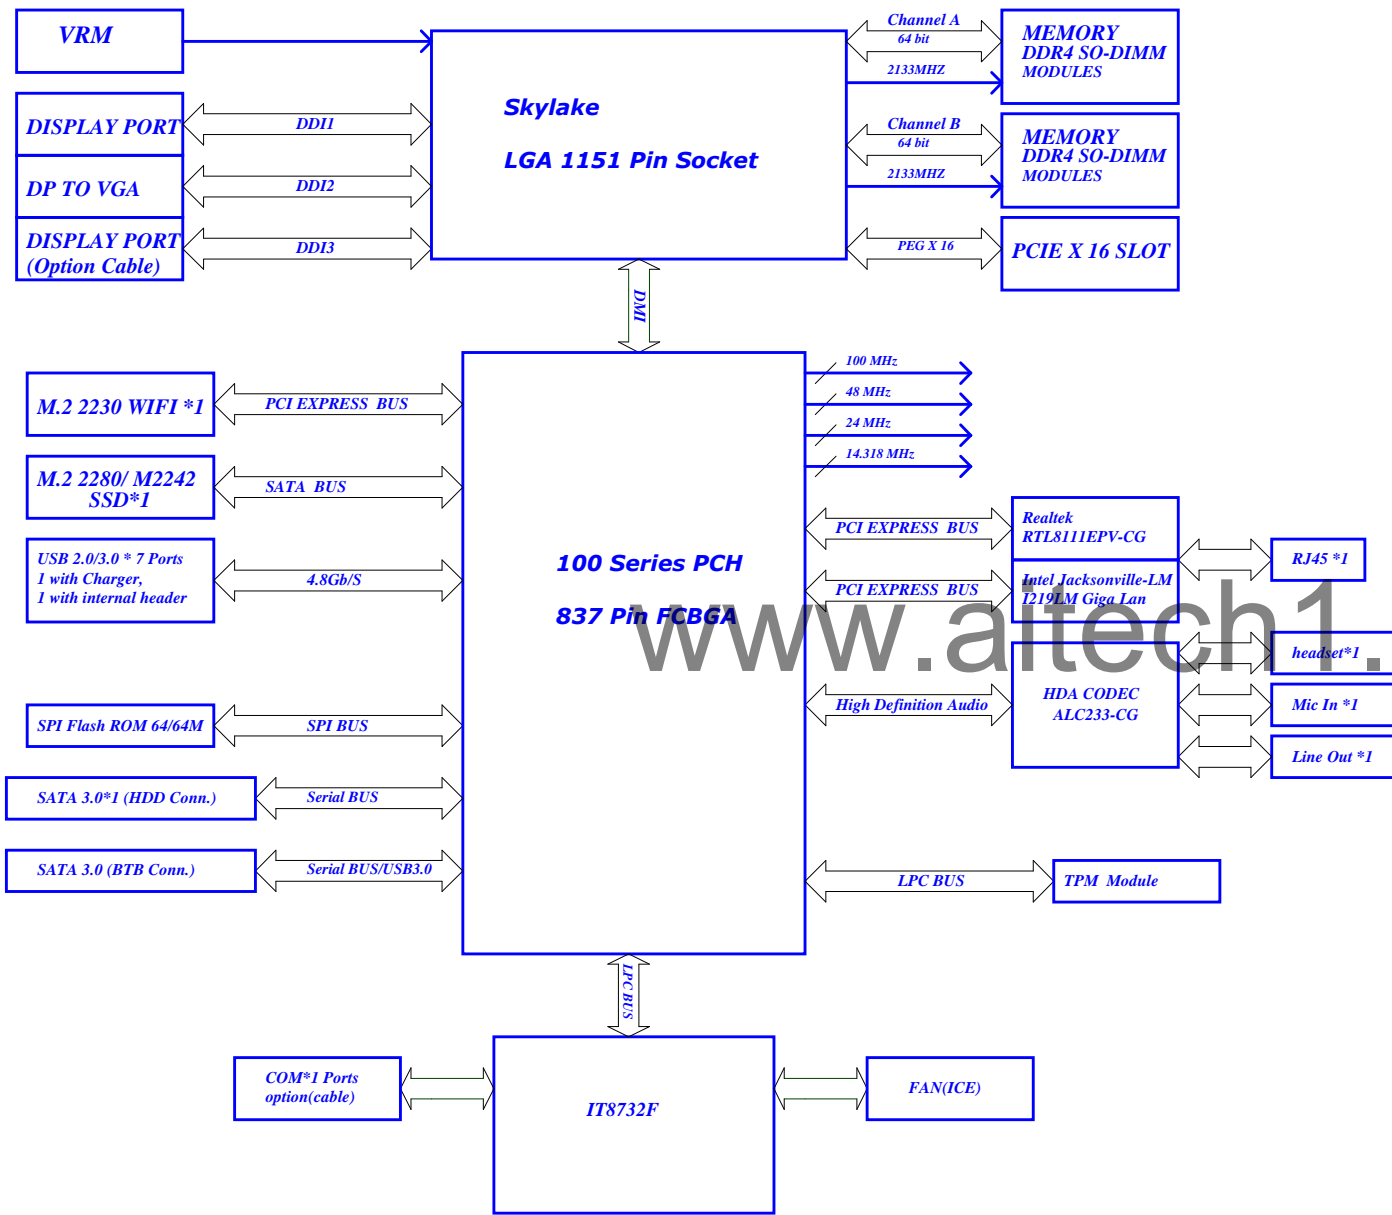 VRM
DISPLAY PORT
DDI1
DP TO VGA
DDI2
DISPLAY PORT
(Option Cable)
DDI3
Skylake
LGA 1151 Pin Socket
Channel A
64 bit
2133MHZ
MEMORY
DDR4 SO-DIMM
MODULES
Channel B
64 bit
2133MHZ
MEMORY
DDR4 SO-DIMM
MODULES
PEG X 16
PCIE X 16 SLOT
DMI
M.2 2230 WIFI *1
PCI EXPRESS BUS
M.2 2280/ M2242
SSD*1
SATA BUS
USB 2.0/3.0 * 7 Ports
1 with Charger,
1 with internal header
4.8Gb/S
SPI Flash ROM 64/64M
SPI BUS
SATA 3.0*1 (HDD Conn.)
Serial BUS
SATA 3.0 (BTB Conn.)
Serial BUS/USB3.0
100 Series PCH
837 Pin FCBGA
100 MHz
48 MHz
24 MHz
14.318 MHz
PCI EXPRESS BUS
Realtek
RTL8111EPV-CG
PCI EXPRESS BUS
Intel Jacksonville-LM
I219LM Giga Lan
RJ45 *1
www.aitech1.
High Definition Audio
HDA CODEC
ALC233-CG
headset*1
Mic In *1
Line Out *1
LPC BUS
TPM Module
LPC BUS
COM*1 Ports
option(cable)
IT8732F
FAN(ICE)